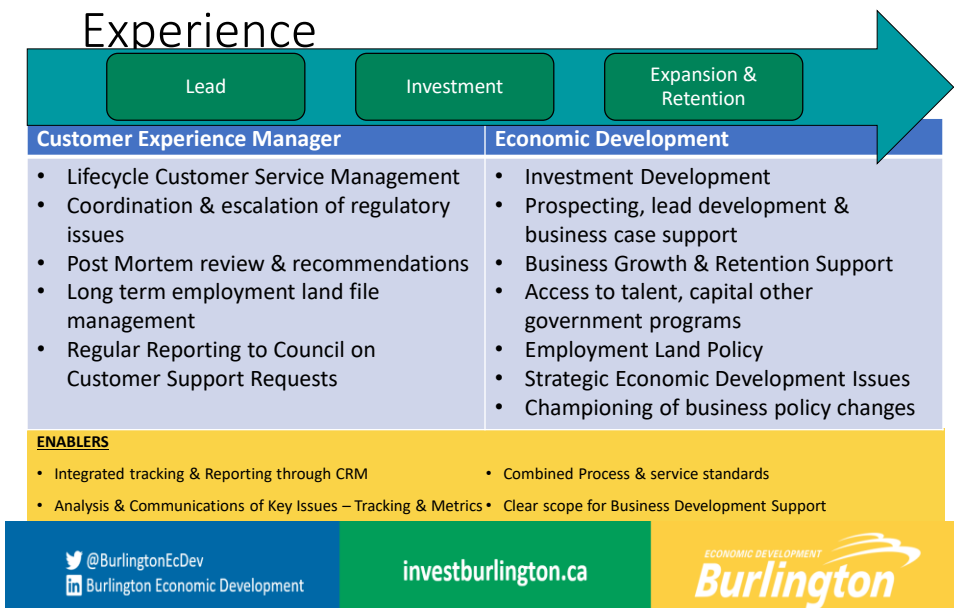 Experience
Lead
Investment
Expansion &
Retention
Customer Experience Manager
• Lifecycle Customer Service Management
• Coordination & escalation of regulatory
issues
• Post Mortem review & recommendations
• Long term employment land file
management
• Regular Reporting to Council on
Customer Support Requests
Economic Development
• Investment Development
• Prospecting, lead development &
business case support
• Business Growth & Retention Support
• Access to talent, capital other
government programs
• Employment Land Policy
• Strategic Economic Development Issues
• Championing of business policy changes
ENABLERS
• Integrated tracking & Reporting through CRM
• Analysis & Communications of Key Issues – Tracking & Metrics
• Combined Process & service standards
• Clear scope for Business Development Support
@BurlingtonEcDev
in Burlington Economic Development
investburlington.ca
ECONOMIC DEVELOPMENT
Burlington